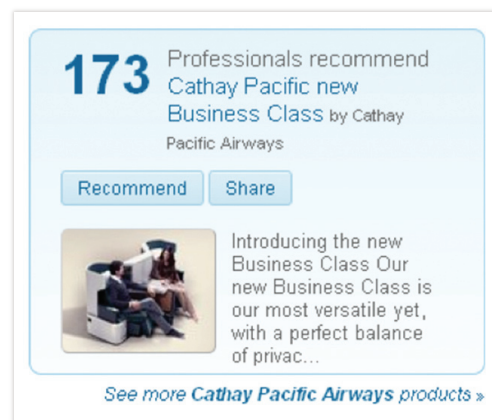 173
Professionals recommend
Cathay Pacific new
Business Class by Cathay
Pacific Airways
Recommend
Share
Introducing the new
Business Class Our
new Business Class is
our most versatile yet,
with a perfect balance
of privac...
See more Cathay Pacific Airways products »